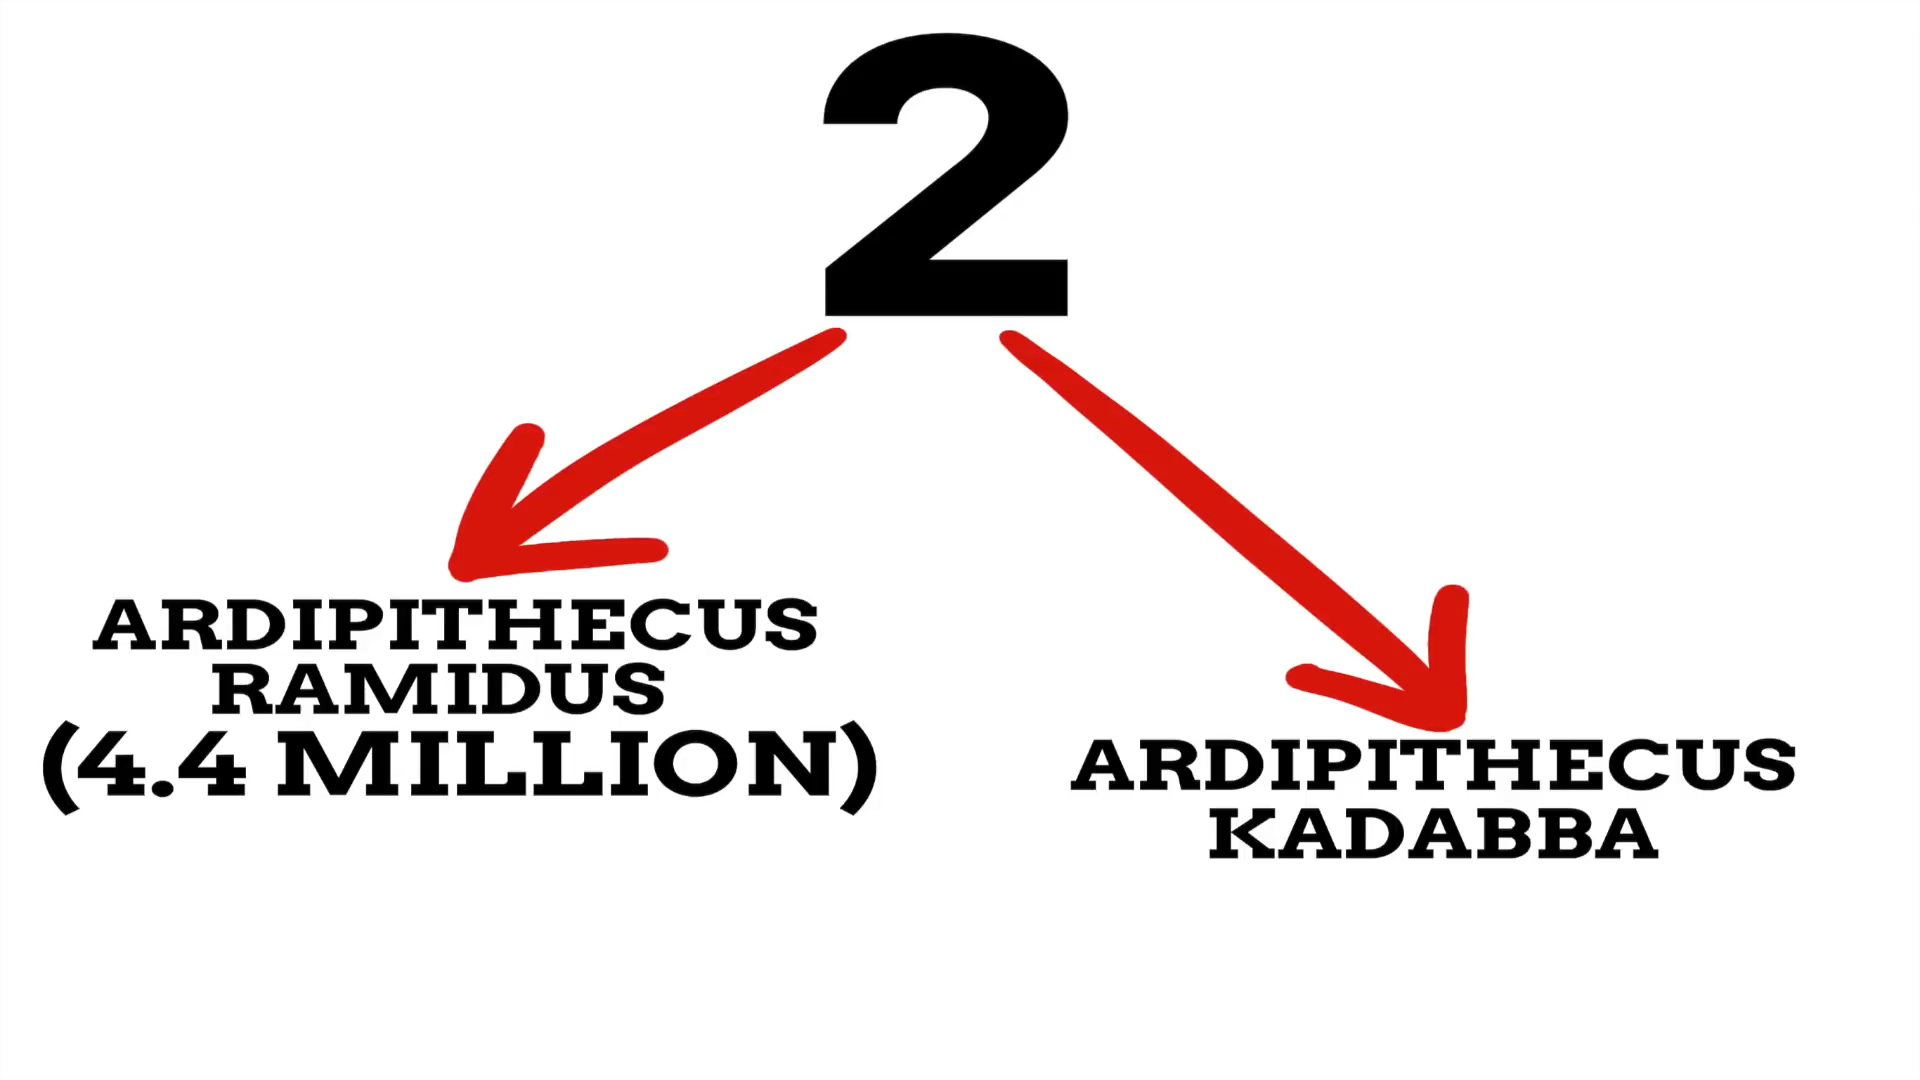 2
ARDIPITHECUS
RAMIDUS
(4.4 MILLION)
ARDIPITHECUS
KADABBA